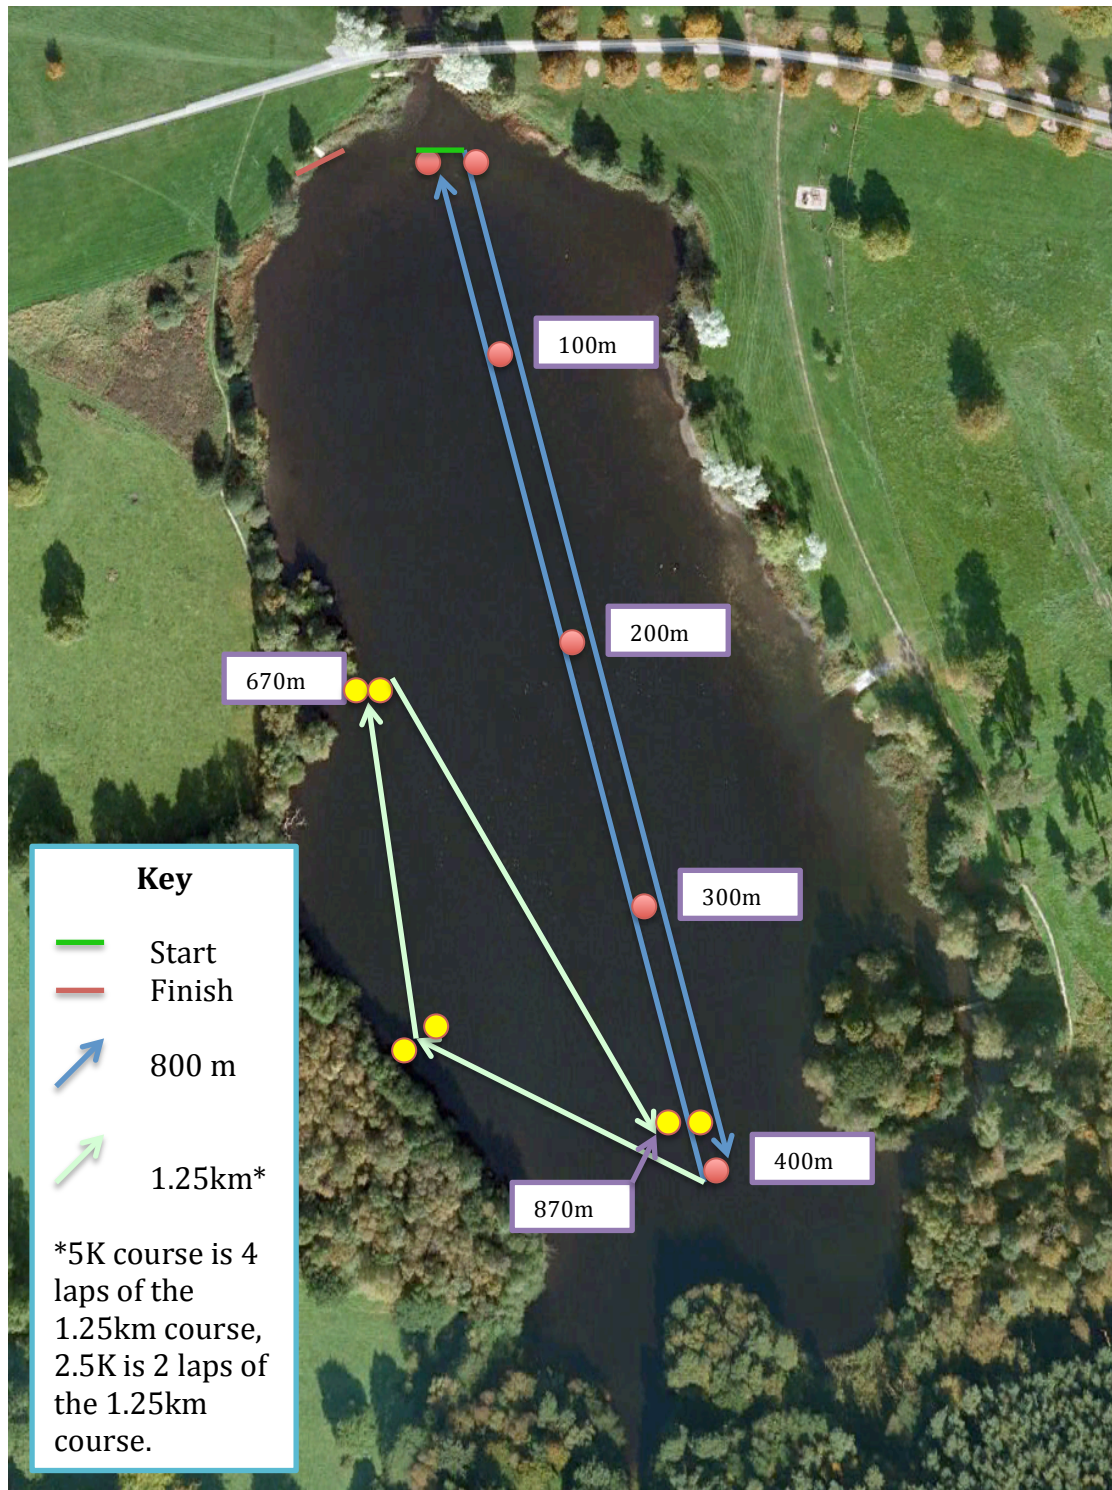 100m
200m
670m
300m
400m
870m
Key
Start
Finish
800 m
1.25km*
*5K course is 4
laps of the
1.25km course,
2.5K is 2 laps of
the 1.25km
course.